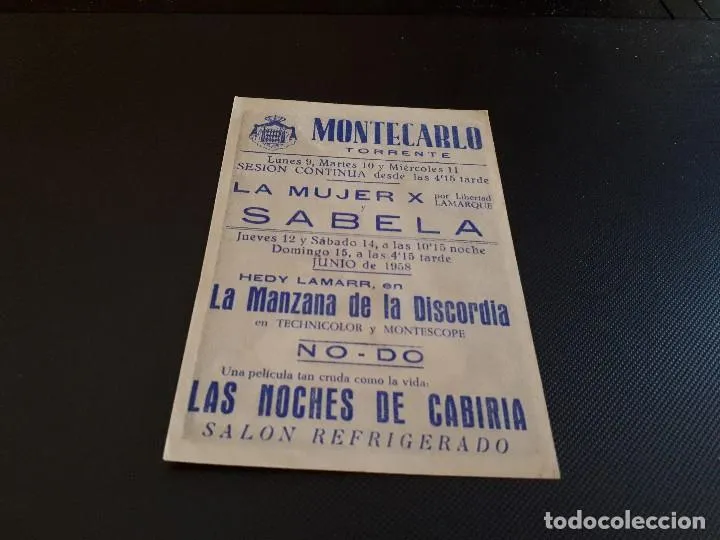 MONTECARLO
TORRENTE
Lunes 9, Martes 10 y Miércoles 11
SESION CONTINUA desde las 4'15 tarde
LA MUJER X por Libertad LAMARQUE
y
SABELA
Jueves 12 y Sábado 14, a las 10'15 noche
Domingo 15, a las 4'15 tarde
JUNIO de 1958
HEDY LAMARR, en
La Manzana de la Discordia
en TECHNICOLOR y MONTESCOPE
NO-DO
Una película tan cruda como la vida:
LAS NOCHES DE CABIRIA
SALON REFRIGERADO
todocoleccion